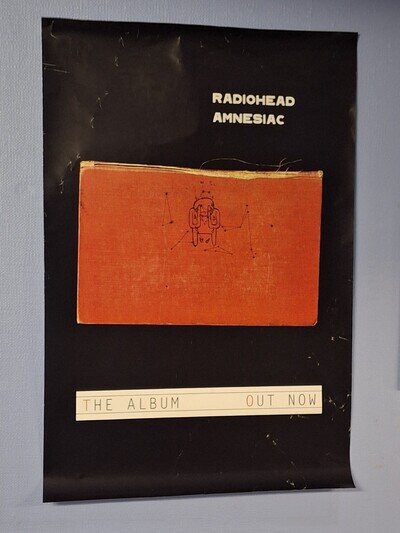 RADIOHEAD
AMNESIAC
THE ALBUM OUT NOW